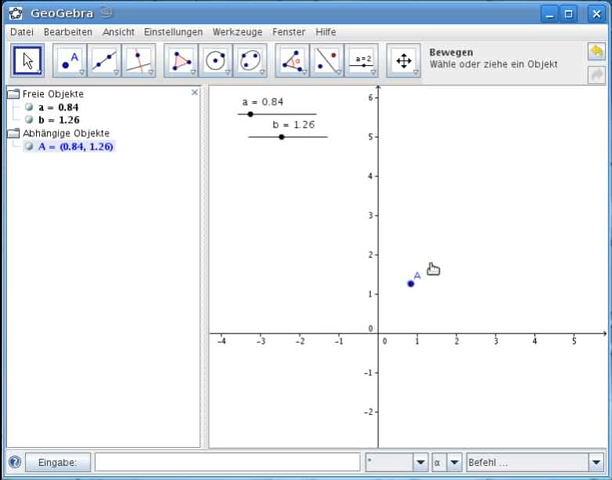 GeoGebra
Datei Bearbeiten Ansicht Einstellungen Werkzeuge Fenster Hilfe
A
α
a=2
Bewegen
Wähle oder ziehe ein Objekt
Freie Objekte
a = 0.84
b = 1.26
Abhängige Objekte
A = (0.84, 1.26)
a = 0.84
b = 1.26
6
5
4
3
2
A
1
0
-4 -3 -2 -1 0 1 2 3 4 5
-1
-2
Eingabe:
° α Befehl ...